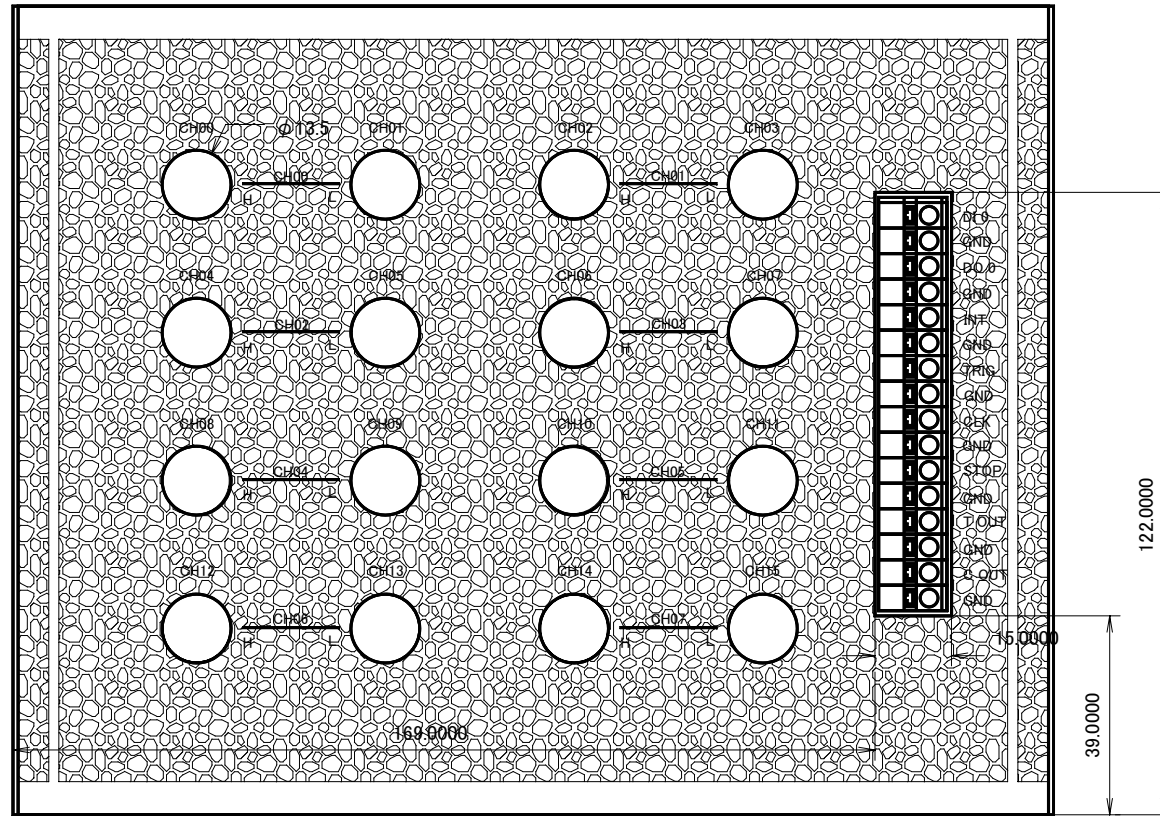 CH00 φ13.5 CH01 CH02 CH03
CH00 CH01
H L H L
DI 0
GND
DO 0
CH04 CH05 CH06 CH07
GND
INT
CH02 CH03
H L H L
GND
TRIG
GND
CH08 CH09 CH10 CH11
CLK
GND
CH04 CH05
STOP
H L H L
GND
T OUT
122.0000
GND
CH12 CH13 CH14 CH15
C OUT
GND
CH06 CH07
H L H L
15.0000
39.0000
169.0000